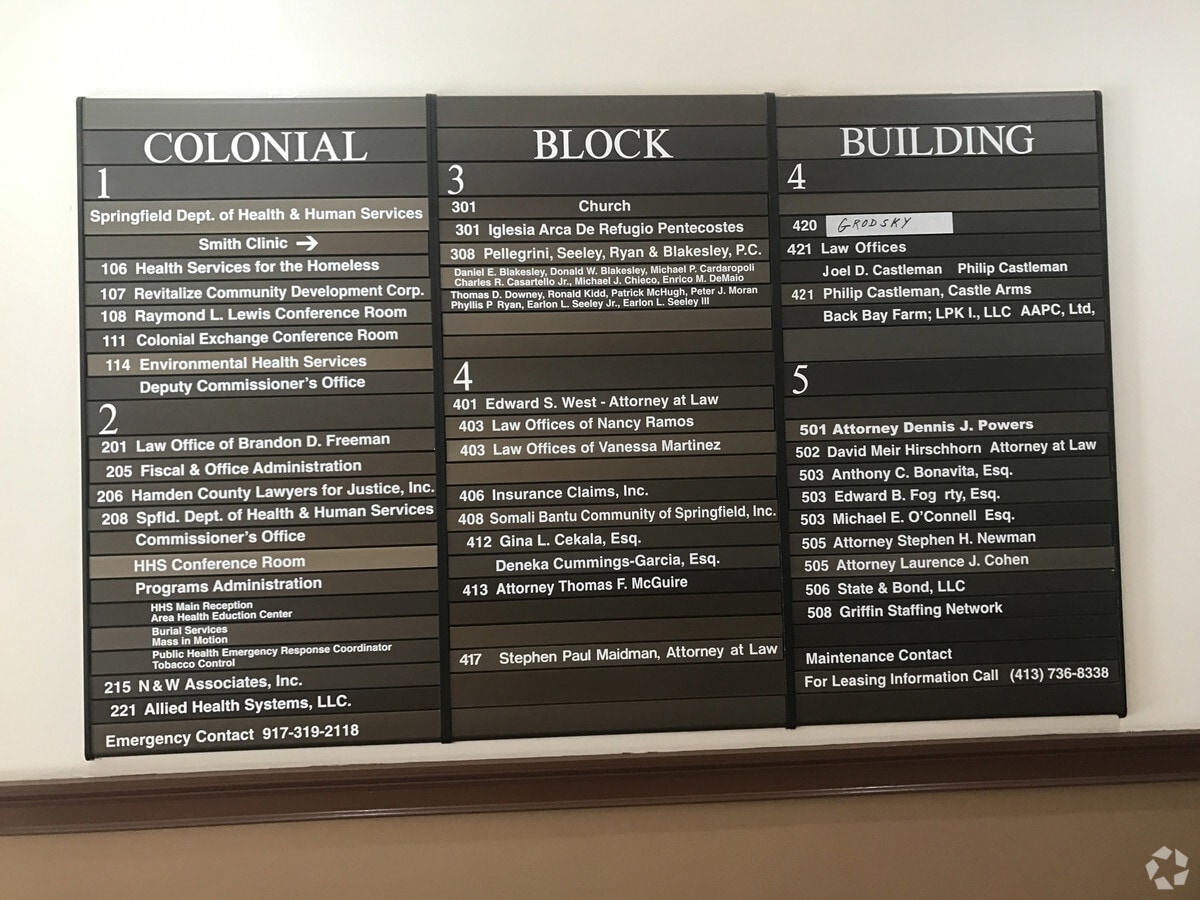 COLONIAL
1
Springfield Dept. of Health & Human Services
Smith Clinic →
106 Health Services for the Homeless
107 Revitalize Community Development Corp.
108 Raymond L. Lewis Conference Room
111 Colonial Exchange Conference Room
114 Environmental Health Services
Deputy Commissioner's Office
2
201 Law Office of Brandon D. Freeman
205 Fiscal & Office Administration
206 Hamden County Lawyers for Justice, Inc.
208 Spfld. Dept. of Health & Human Services
Commissioner's Office
HHS Conference Room
Programs Administration
HHS Main Reception
Area Health Eduction Center
Burial Services
Mass in Motion
Public Health Emergency Response Coordinator
Tobacco Control
215 N & W Associates, Inc.
221 Allied Health Systems, LLC.
Emergency Contact 917-319-2118
BLOCK
3
301 Church
301 Iglesia Arca De Refugio Pentecostes
308 Pellegrini, Seeley, Ryan & Blakesley, P.C.
Daniel E. Blakesley, Donald W. Blakesley, Michael P. Cardaropoli
Charles R. Casartello Jr., Michael J. Chieco, Enrico M. DeMaio
Thomas D. Downey, Ronald Kidd, Patrick McHugh, Peter J. Moran
Phyllis P Ryan, Earlon L. Seeley Jr., Earlon L. Seeley III
4
401 Edward S. West - Attorney at Law
403 Law Offices of Nancy Ramos
403 Law Offices of Vanessa Martinez
406 Insurance Claims, Inc.
408 Somali Bantu Community of Springfield, Inc.
412 Gina L. Cekala, Esq.
Deneka Cummings-Garcia, Esq.
413 Attorney Thomas F. McGuire
417 Stephen Paul Maidman, Attorney at Law
BUILDING
4
420 GRODSKY
421 Law Offices
Joel D. Castleman Philip Castleman
421 Philip Castleman, Castle Arms
Back Bay Farm; LPK I., LLC AAPC, Ltd,
5
501 Attorney Dennis J. Powers
502 David Meir Hirschhorn Attorney at Law
503 Anthony C. Bonavita, Esq.
503 Edward B. Fog rty, Esq.
503 Michael E. O'Connell Esq.
505 Attorney Stephen H. Newman
505 Attorney Laurence J. Cohen
506 State & Bond, LLC
508 Griffin Staffing Network
Maintenance Contact
For Leasing Information Call (413) 736-8338